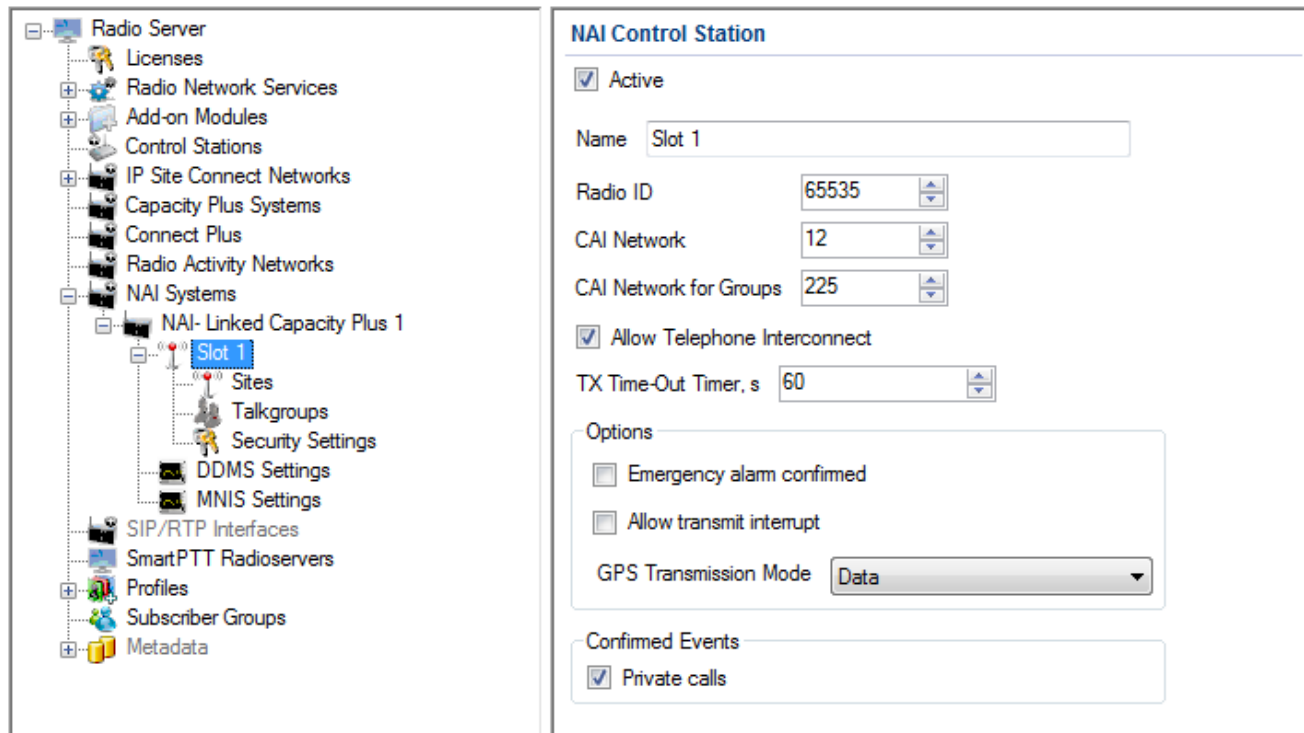 Radio Server
Licenses
Radio Network Services
Add-on Modules
Control Stations
IP Site Connect Networks
Capacity Plus Systems
Connect Plus
Radio Activity Networks
NAI Systems
NAI- Linked Capacity Plus 1
Slot 1
Sites
Talkgroups
Security Settings
DDMS Settings
MNIS Settings
SIP/RTP Interfaces
SmartPTT Radioservers
Profiles
Subscriber Groups
Metadata
NAI Control Station
Active
Name Slot 1
Radio ID 65535
CAI Network 12
CAI Network for Groups 225
Allow Telephone Interconnect
TX Time-Out Timer, s 60
Options
Emergency alarm confirmed
Allow transmit interrupt
GPS Transmission Mode Data
Confirmed Events
Private calls